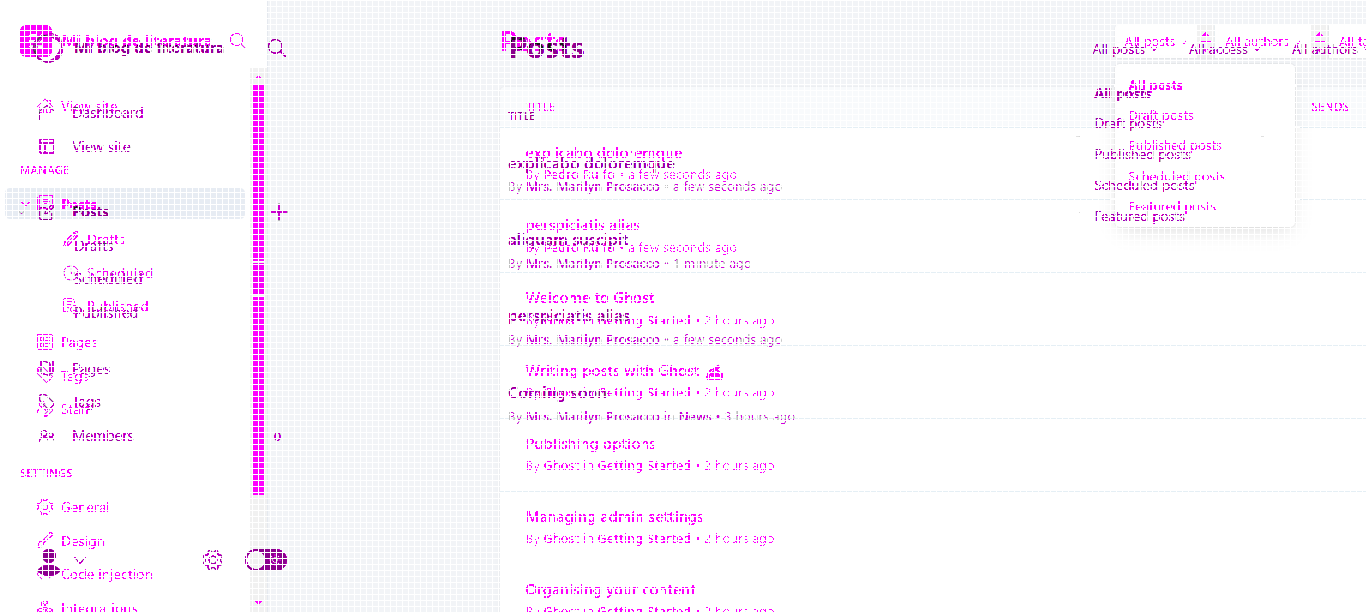 Mi blog de literatura
Mi blog de literatura
View site
Dashboard
View site
MANAGE
Posts
Posts
Drafts
Drafts
Scheduled
Scheduled
Published
Published
Pages
Pages
Tags
Tags
Staff
Members
0
SETTINGS
General
Design
Code injection
Integrations
Posts
Posts
All posts
All authors
All posts
All access
All authors
All posts
All posts
Draft posts
Draft posts
Published posts
Published posts
Scheduled posts
Scheduled posts
Featured posts
Featured posts
TITLE
SENDS
TITLE
explicabo doloremque
explicabo doloremque
By Pedro Rufo • a few seconds ago
By Mrs. Marilyn Prosacco • a few seconds ago
perspiciatis alias
aliquam suscipit
By Pedro Rufo • a few seconds ago
By Mrs. Marilyn Prosacco • 1 minute ago
Welcome to Ghost
perspiciatis alias
By Ghost in Getting Started • 2 hours ago
By Mrs. Marilyn Prosacco • a few seconds ago
Writing posts with Ghost
Coming soon
By Ghost in Getting Started • 2 hours ago
By Mrs. Marilyn Prosacco in News • 3 hours ago
Publishing options
By Ghost in Getting Started • 2 hours ago
Managing admin settings
By Ghost in Getting Started • 2 hours ago
Organising your content
By Ghost in Getting Started • 2 hours ago